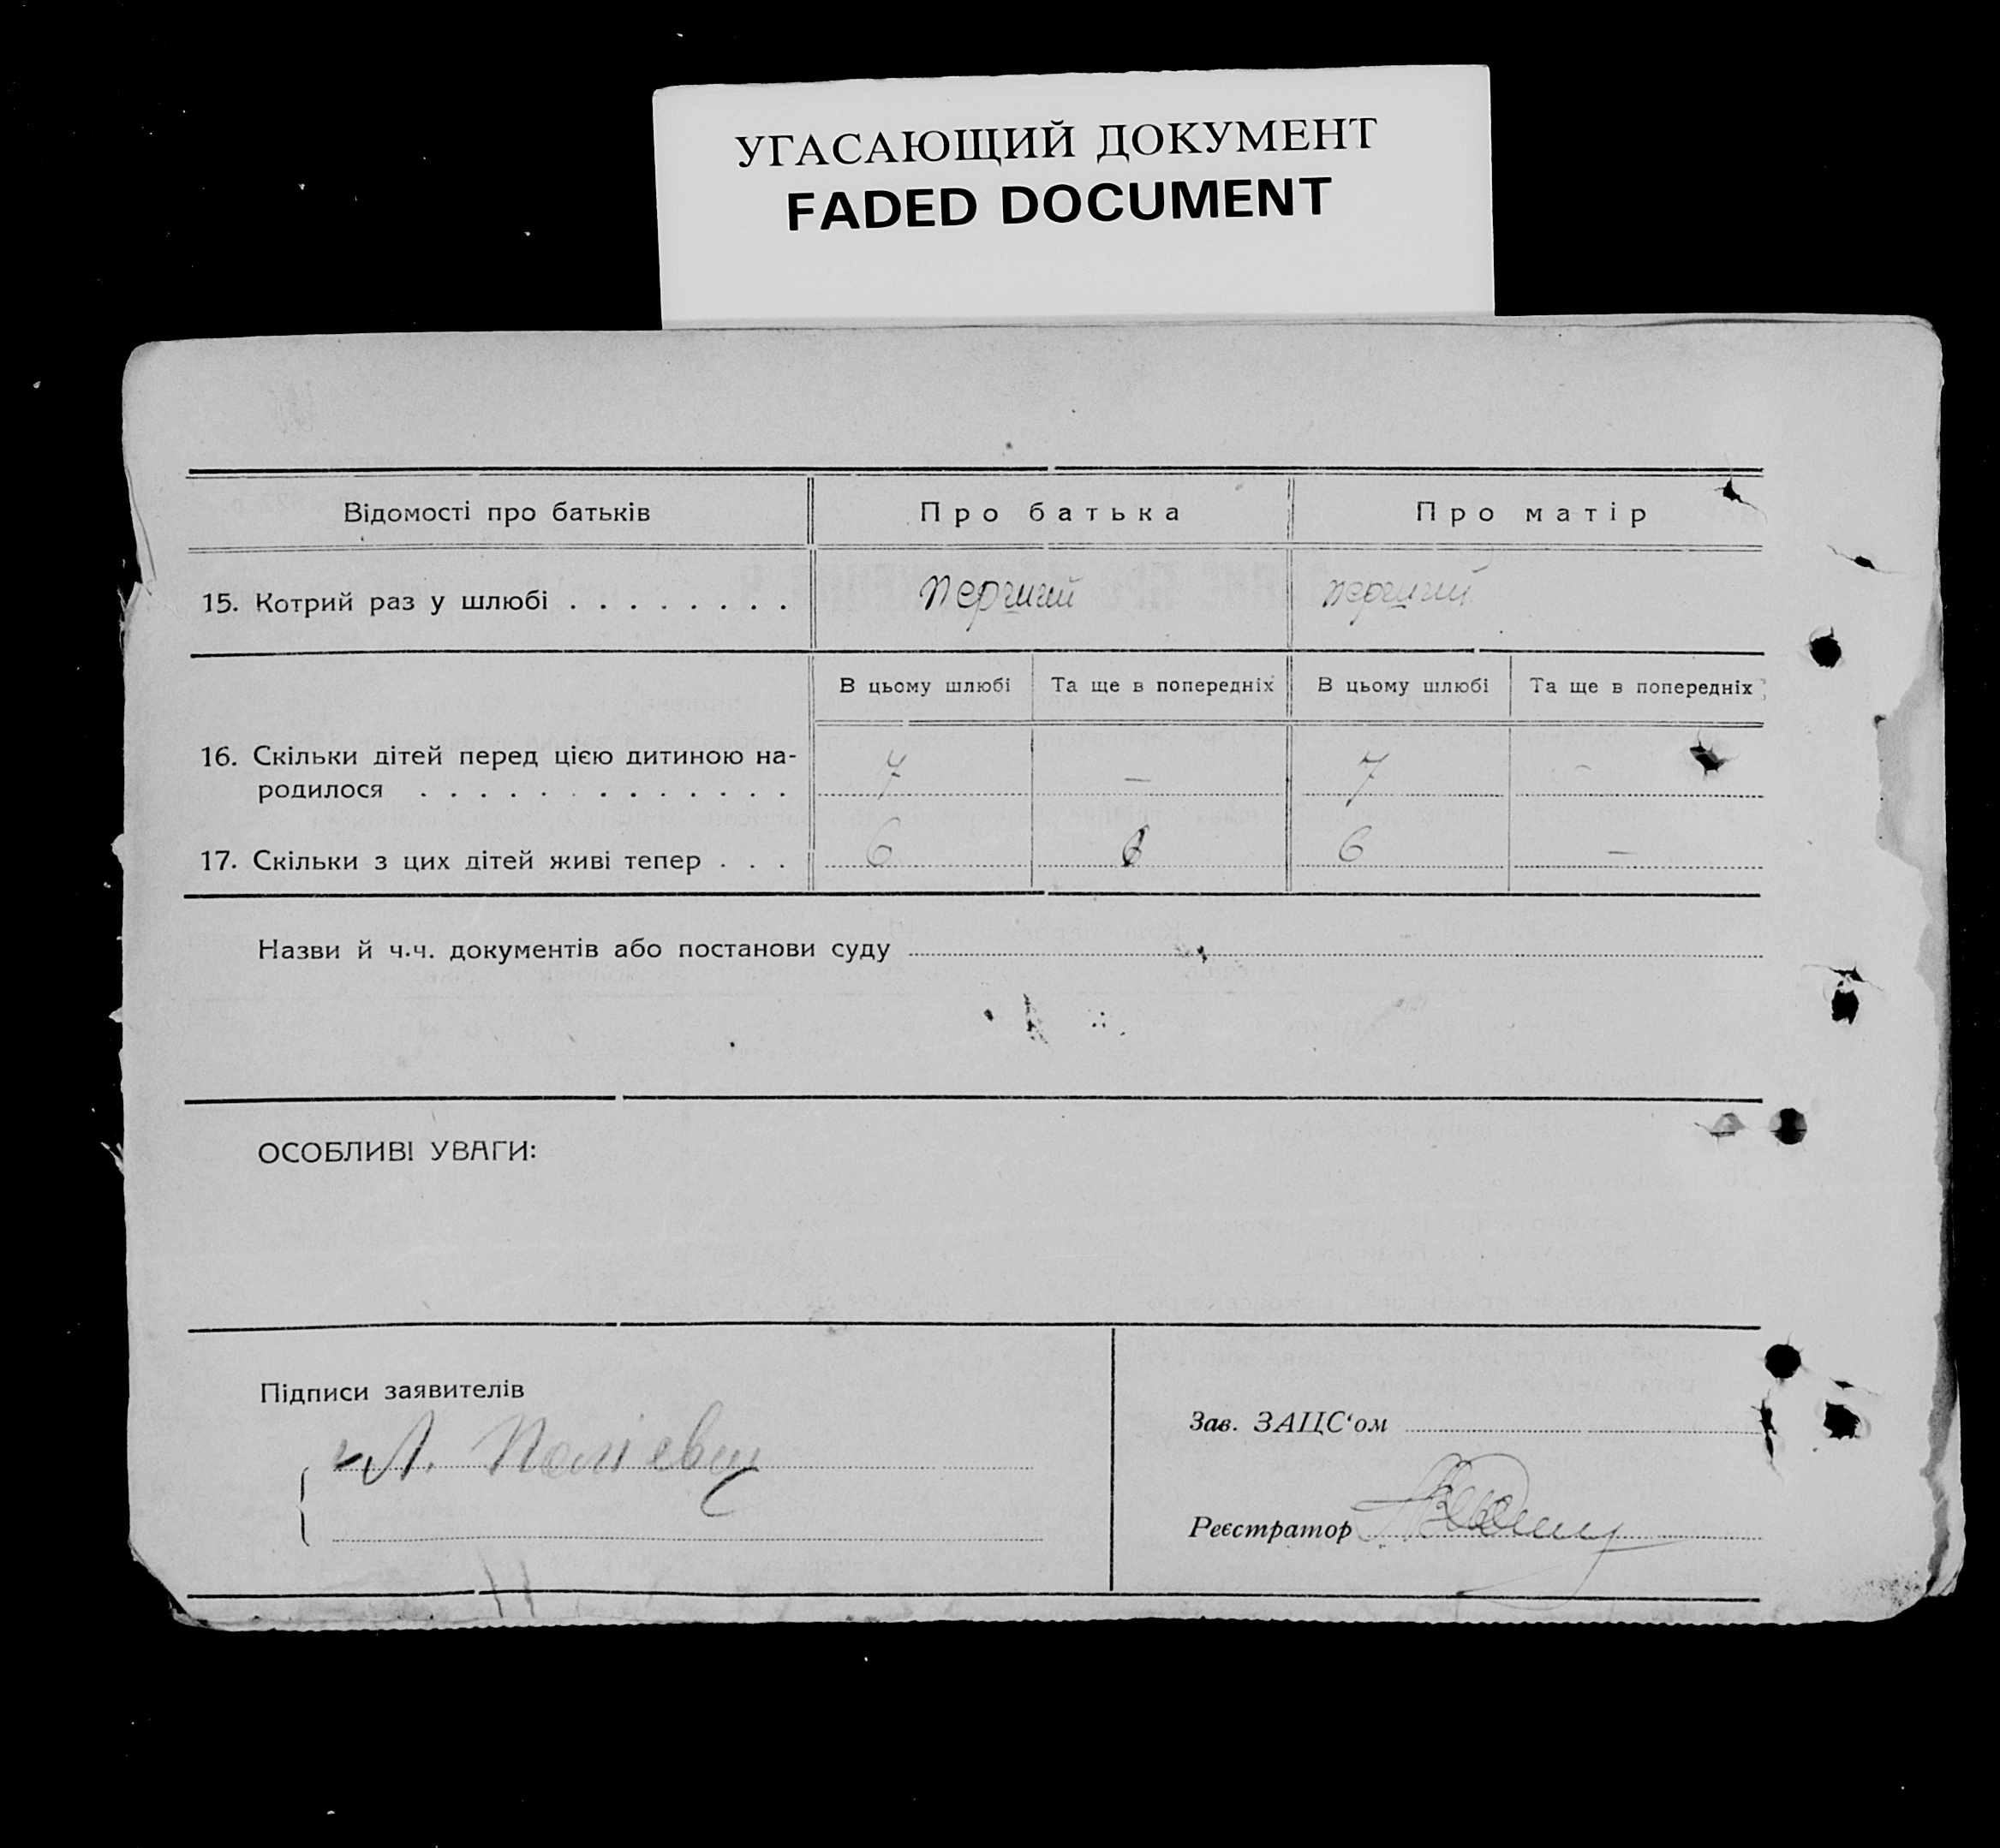 УГАСАЮЩИЙ ДОКУМЕНТ
FADED DOCUMENT
Відомості про батьків
Про батька
Про матір
15. Котрий раз у шлюбі . . . . . . . .
перший
перший
В цьому шлюбі
Та ще в попередніх
В цьому шлюбі
Та ще в попередніх
16. Скільки дітей перед цією дитиною на-
родилося . . . . . . . . . . . . .
7
—
7
–
17. Скільки з цих дітей живі тепер . . .
6
6
—
Назви й ч.ч. документів або постанови суду
ОСОБЛИВІ УВАГИ:
Підписи заявителів
Л.
Зав. ЗАЦС‘ом
Реєстратор